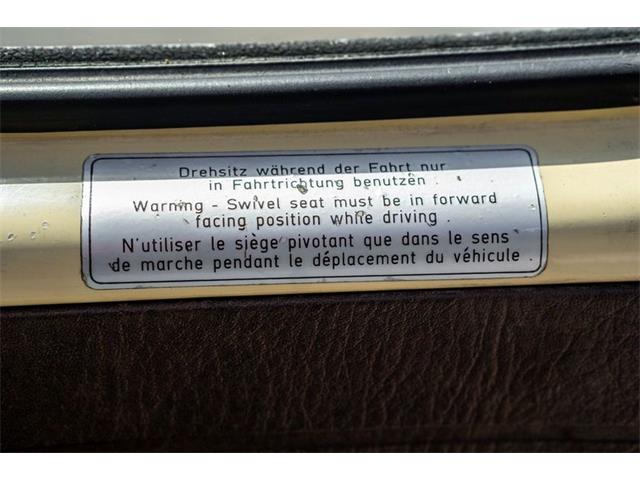 Drehsitz während der Fahrt nur
in Fahrtrichtung benutzen .
Warning - Swivel seat must be in forward
facing position while driving .
N'utiliser le siège pivotant que dans le sens
de marche pendant le déplacement du véhicule .